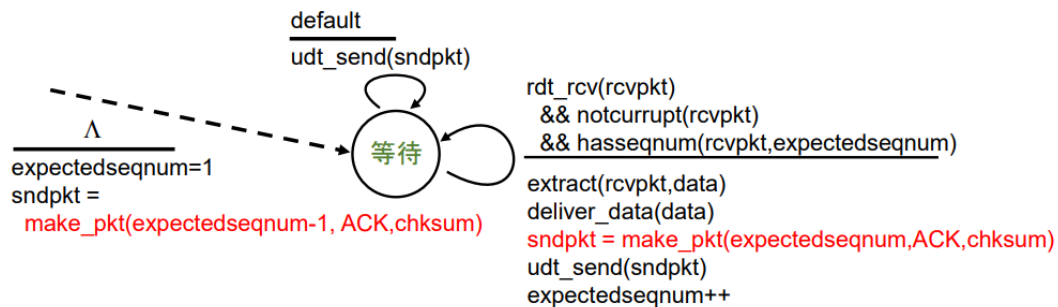 default
udt_send(sndpkt)
Λ
expectedseqnum=1
sndpkt =
make_pkt(expectedseqnum-1, ACK,chksum)
等待
rdt_rcv(rcvpkt)
&& notcurrupt(rcvpkt)
&& hasseqnum(rcvpkt,expectedseqnum)
extract(rcvpkt,data)
deliver_data(data)
sndpkt = make_pkt(expectedseqnum,ACK,chksum)
udt_send(sndpkt)
expectedseqnum++